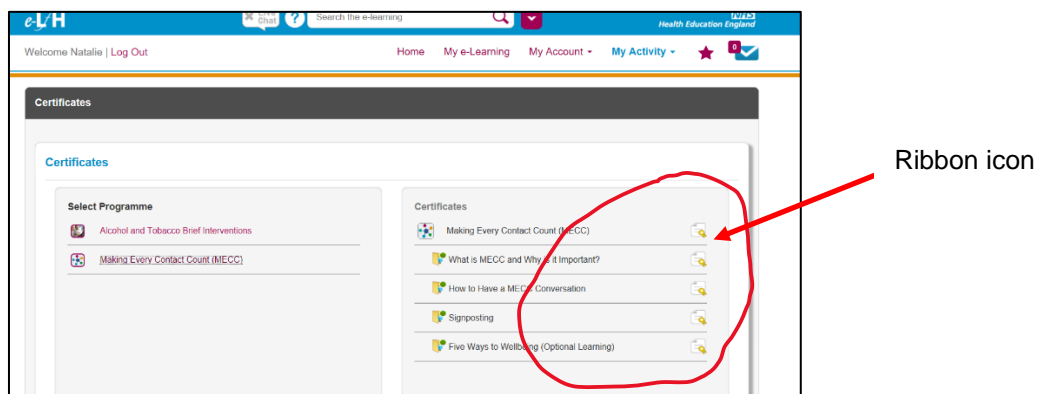 e-LfH
Live Chat
?
Search the e-learning
NHS
Health Education England
Welcome Natalie | Log Out
Home My e-Learning My Account My Activity
0
Certificates
Certificates
Select Programme
Alcohol and Tobacco Brief Interventions
Making Every Contact Count (MECC)
Certificates
Making Every Contact Count (MECC)
What is MECC and Why is it Important?
How to Have a MECC Conversation
Signposting
Five Ways to Wellbeing (Optional Learning)
Ribbon icon